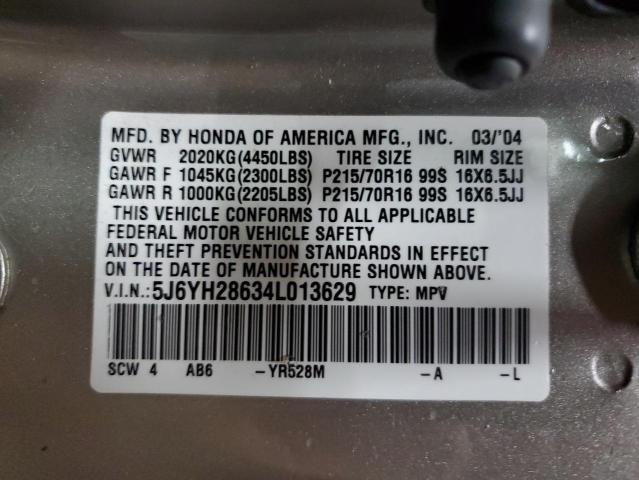 MFD. BY HONDA OF AMERICA MFG., INC. 03/'04
GVWR 2020KG(4450LBS) TIRE SIZE RIM SIZE
GAWR F 1045KG(2300LBS) P215/70R16 99S 16X6.5JJ
GAWR R 1000KG(2205LBS) P215/70R16 99S 16X6.5JJ
THIS VEHICLE CONFORMS TO ALL APPLICABLE
FEDERAL MOTOR VEHICLE SAFETY
AND THEFT PREVENTION STANDARDS IN EFFECT
ON THE DATE OF MANUFACTURE SHOWN ABOVE.
V.I.N.:5J6YH28634L013629 TYPE: MPV
SCW 4 AB6 -YR528M -A -L